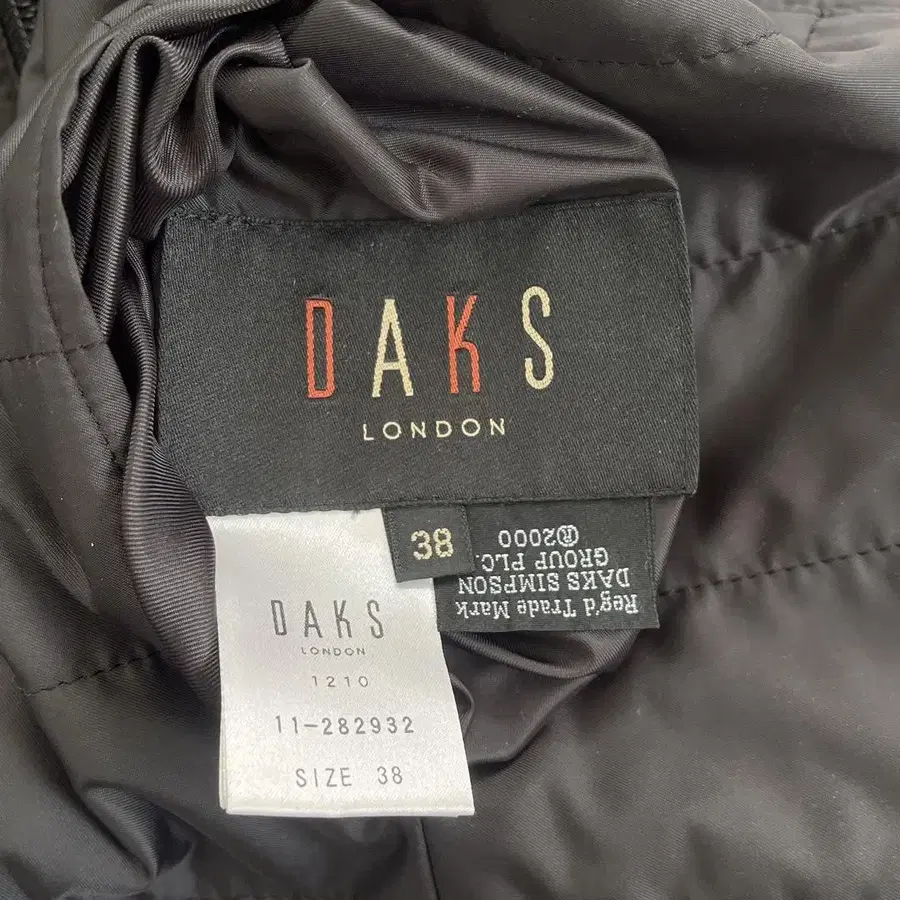 DAKS
LONDON
38
Reg'd Trade Mark
DAKS SIMPSON
GROUP PLC.
®2000
DAKS
LONDON
1210
11-282932
SIZE 38